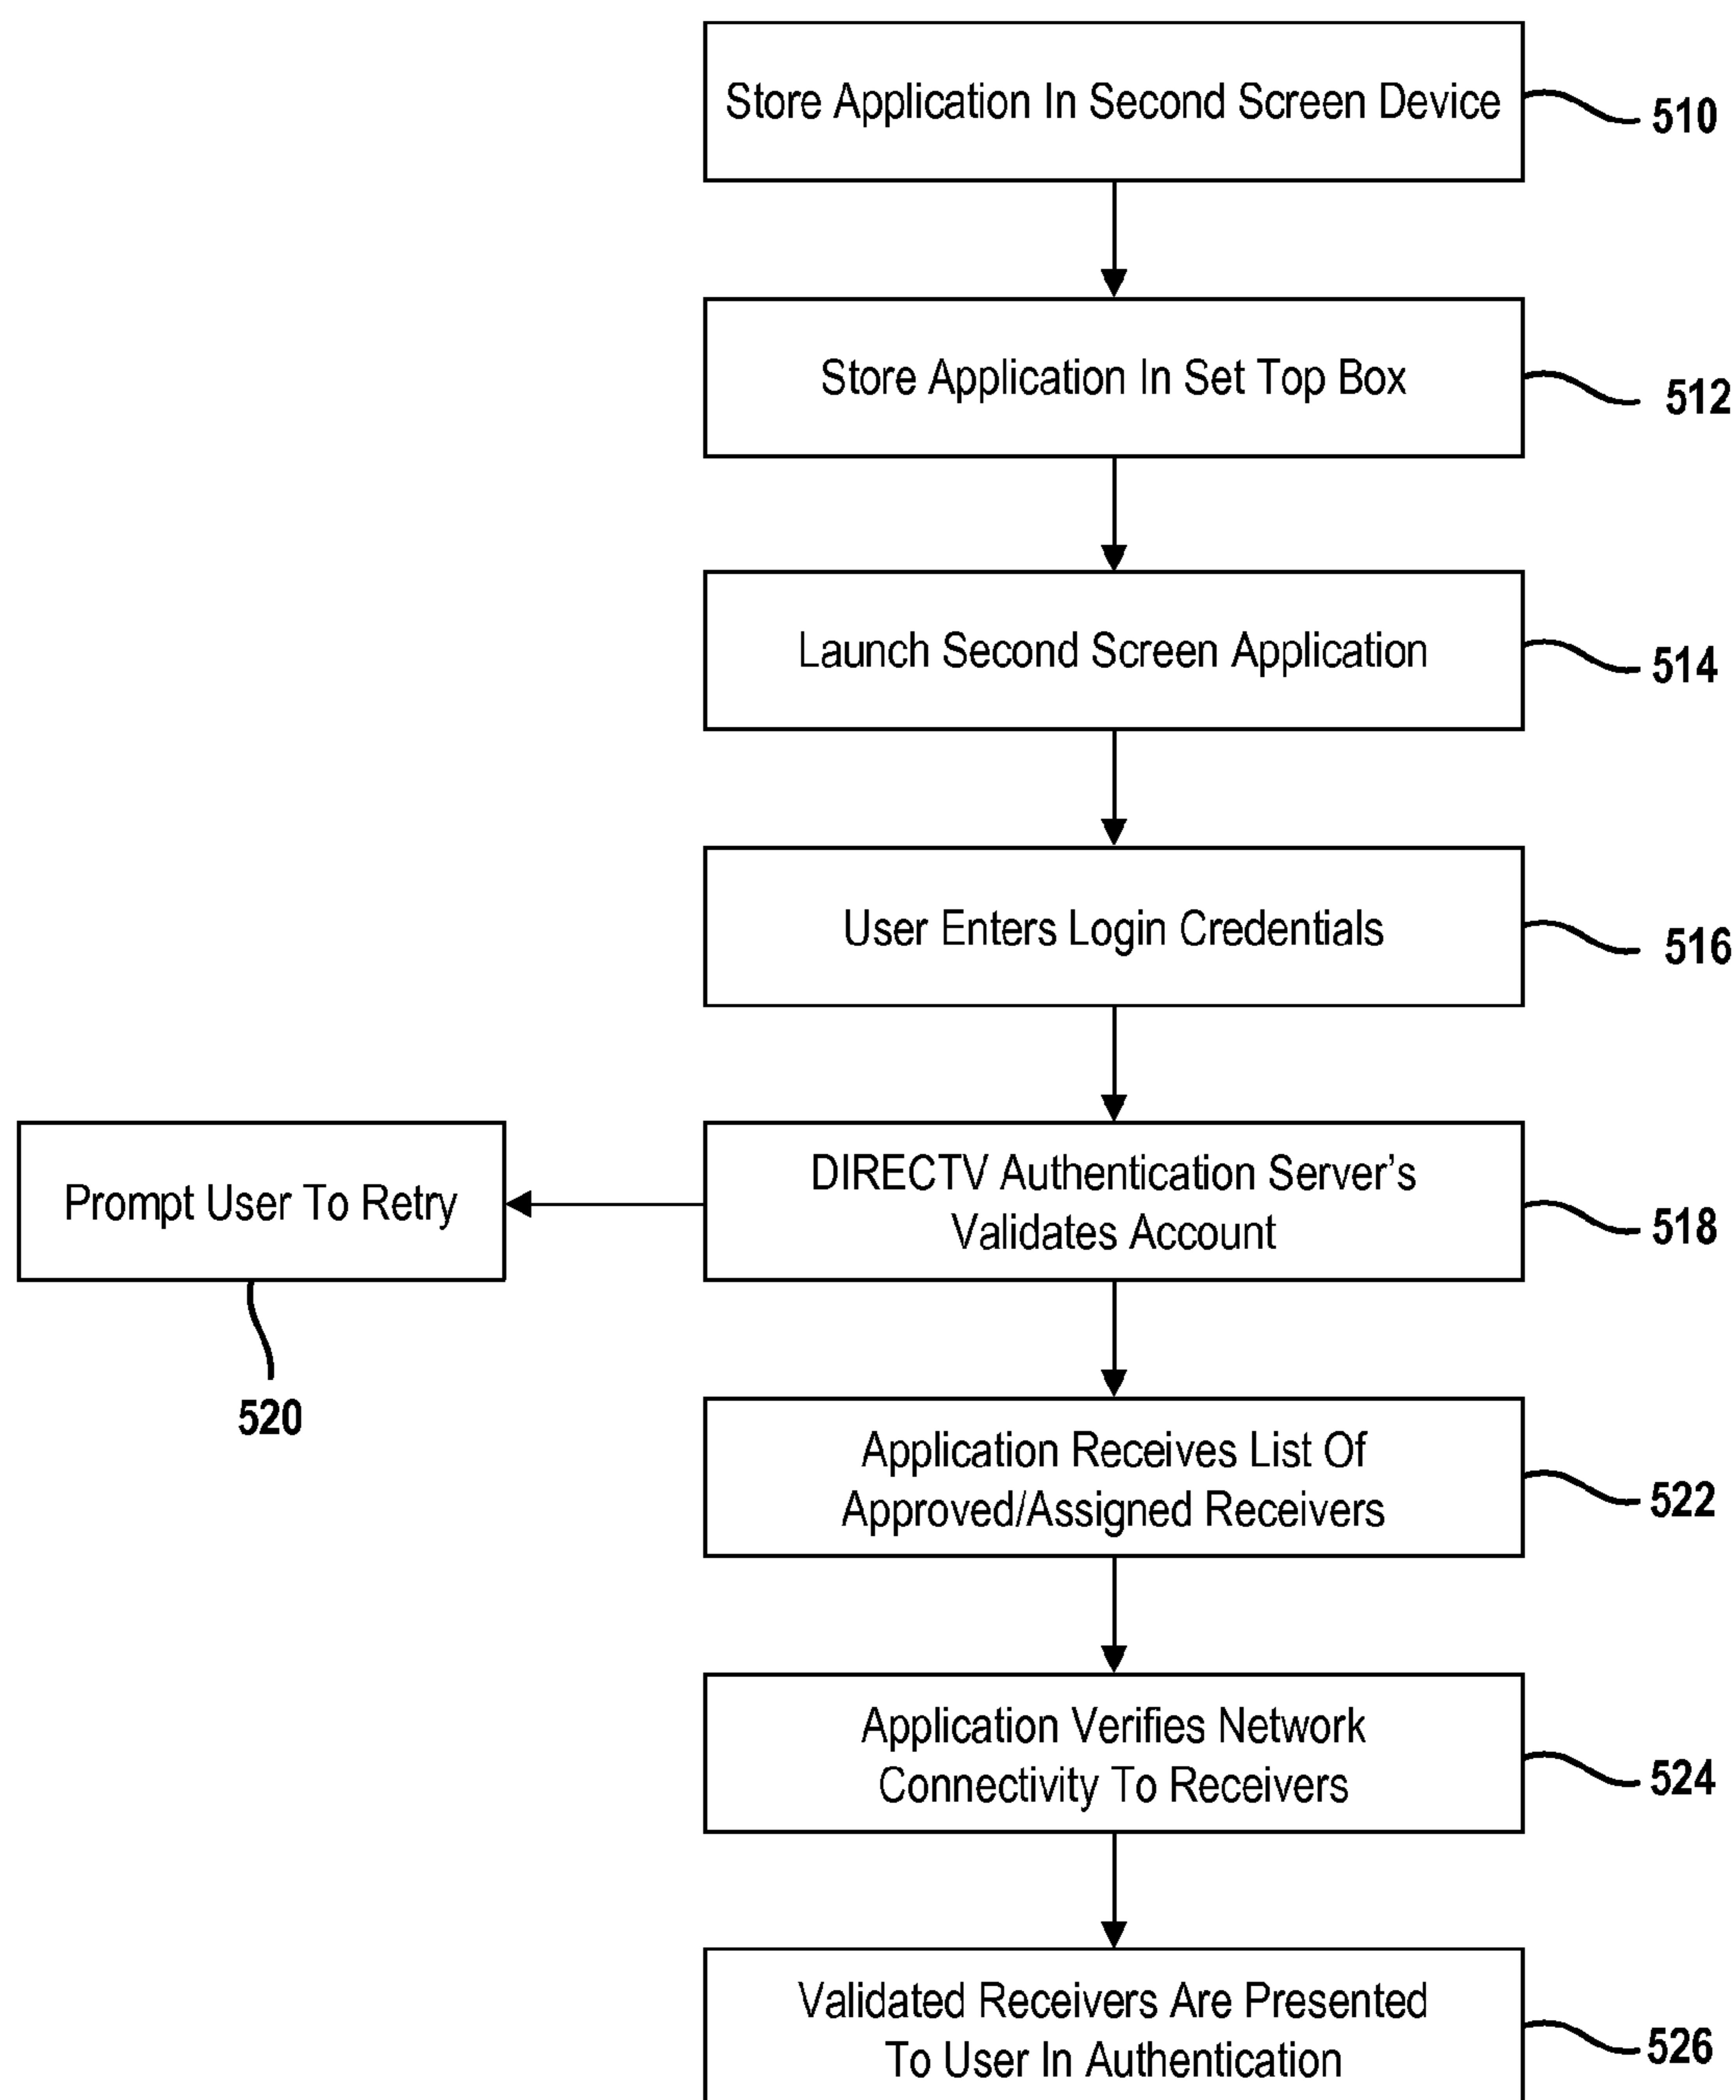 Store Application In Second Screen Device
510
Store Application In Set Top Box
512
Launch Second Screen Application
514
User Enters Login Credentials
516
DIRECTV Authentication Server's
Validates Account
518
Prompt User To Retry
520
Application Receives List Of
Approved/Assigned Receivers
522
Application Verifies Network
Connectivity To Receivers
524
Validated Receivers Are Presented
To User In Authentication
526